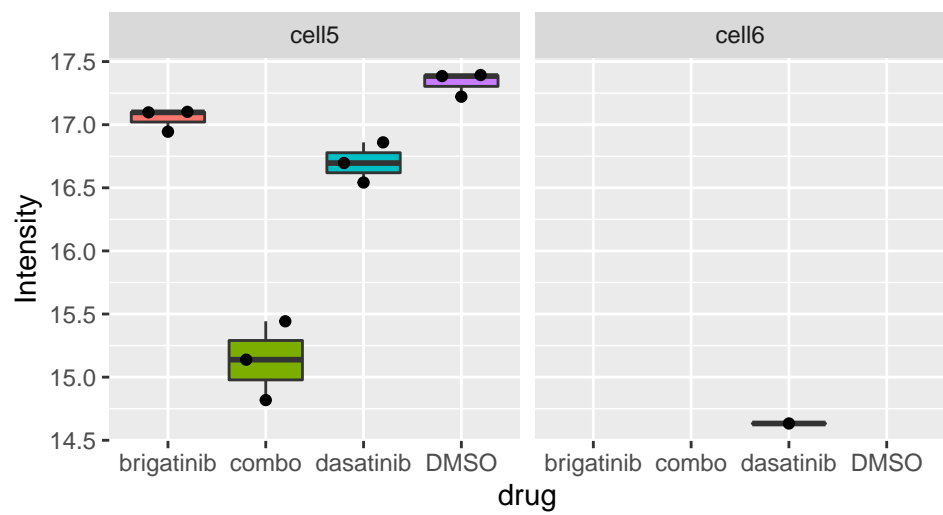 cell5 cell6
17.5
17.0
16.5
16.0
15.5
15.0
14.5
Intensity
brigatinib combo dasatinib DMSO brigatinib combo dasatinib DMSO
drug